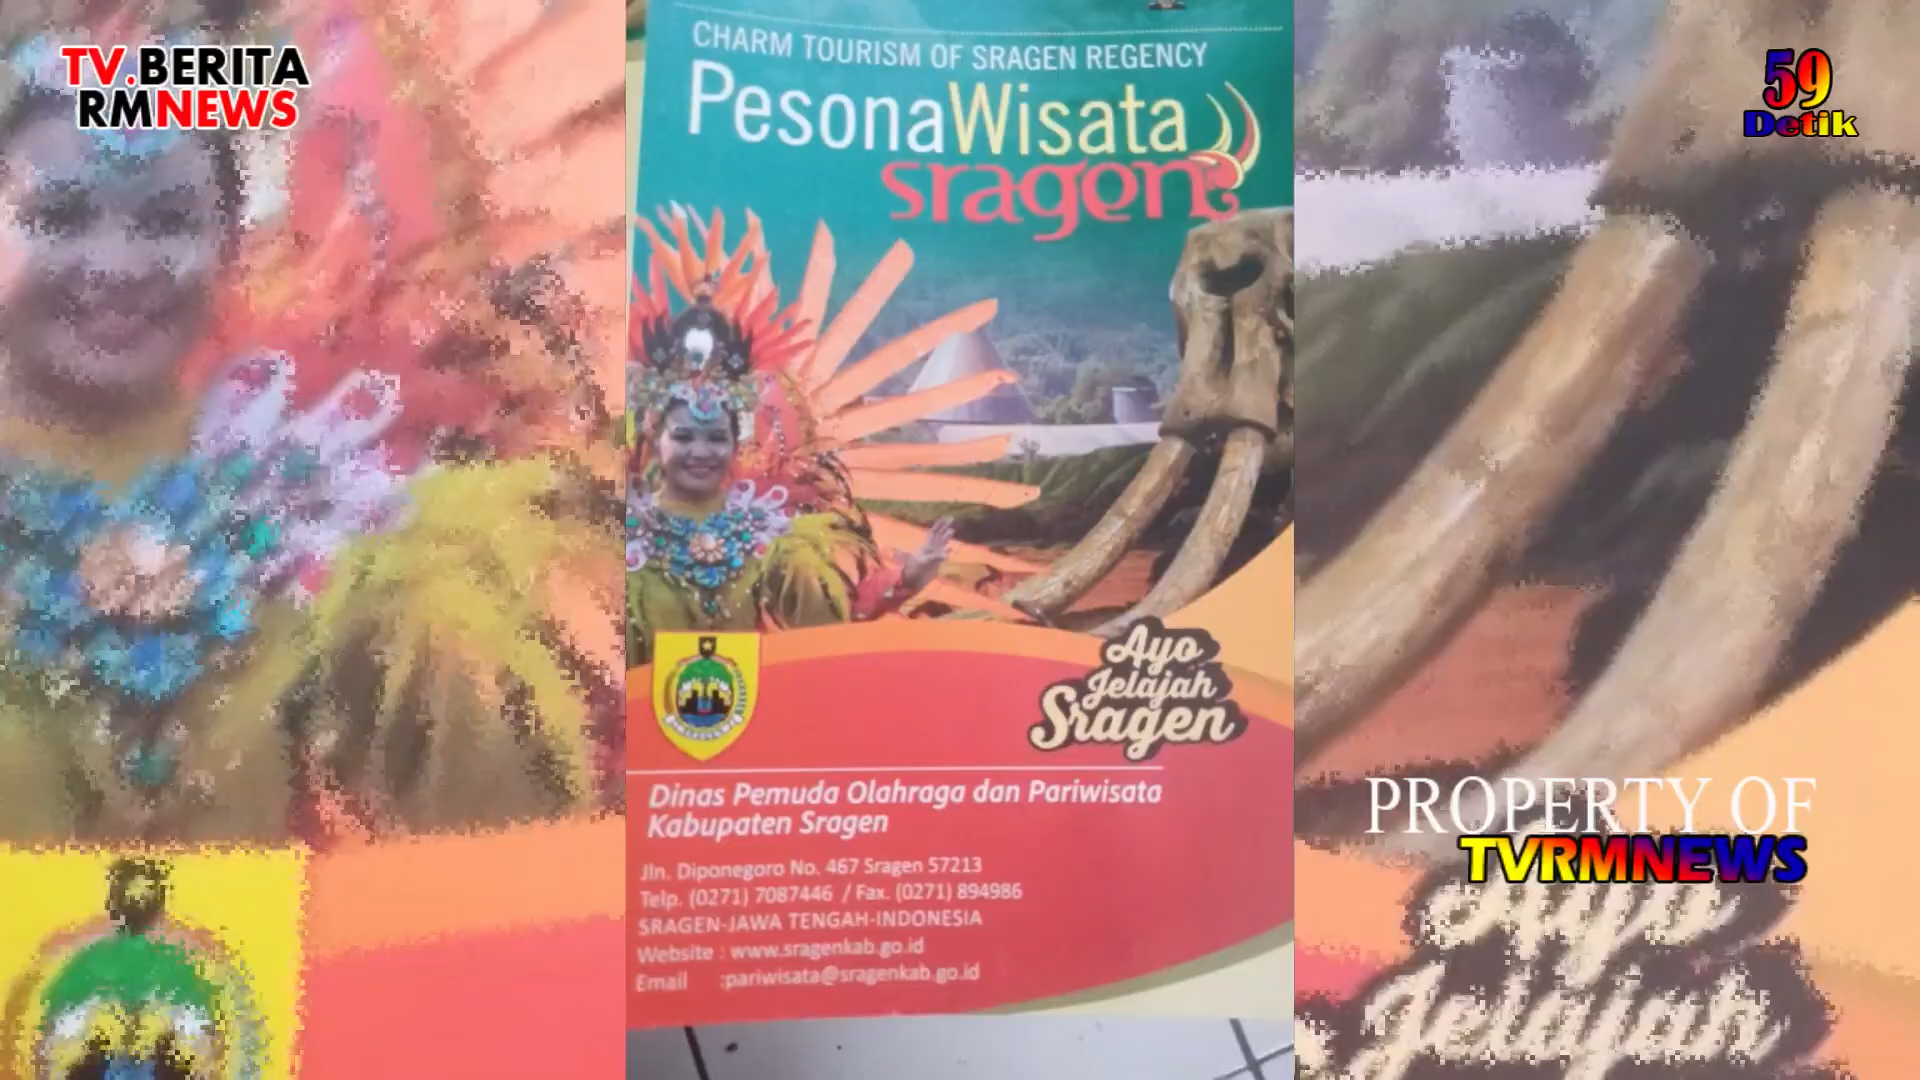 TV.BERITA
RMNEWS
59
Detik
CHARM TOURISM OF SRAGEN REGENCY
PesonaWisata
sragen
Ayo
Jelajah
Sragen
Dinas Pemuda Olahraga dan Pariwisata
Kabupaten Sragen
Jln. Diponegoro No. 467 Sragen 57213
Telp. (0271) 7087446 / Fax. (0271) 894986
SRAGEN-JAWA TENGAH-INDONESIA
Website : www.sragenkab.go.id
Email :pariwisata@sragenkab.go.id
PROPERTY OF
TVRMNEWS
Ayo
Jelajah